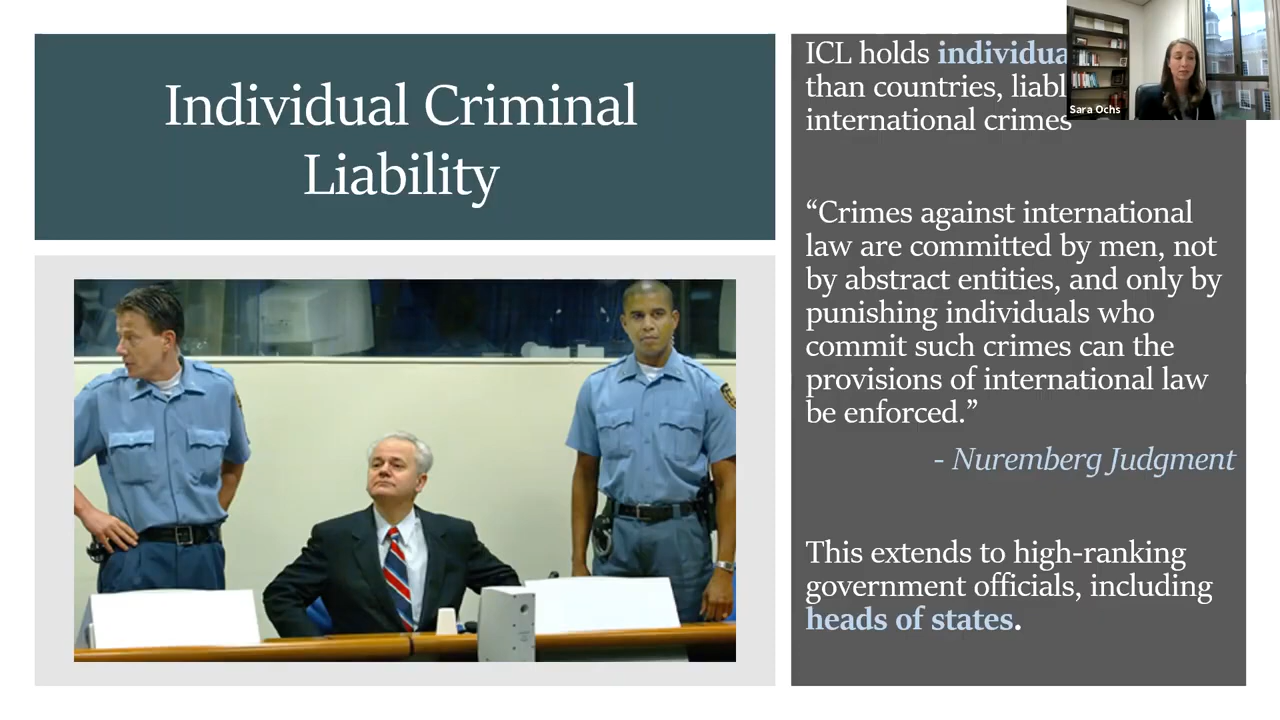 Individual Criminal
Liability
ICL holds
than countries,
international crimes
“Crimes against international
law are committed by men, not
by abstract entities, and only by
punishing individuals who
commit such crimes can the
provisions of international law
be enforced.”
- Nuremberg Judgment
This extends to high-ranking
government officials, including
heads of states.
Sara Ochs